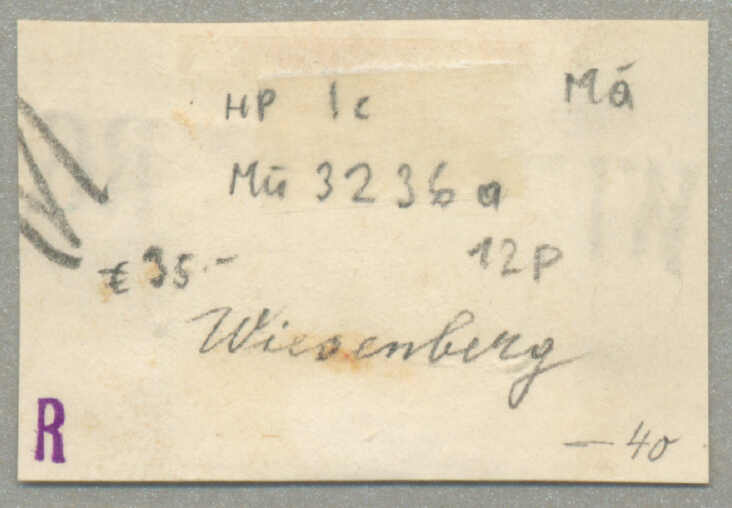 HP 1c Má
Mü 3236a
€ 35.- 12P
Wiesenberg
R
— 40